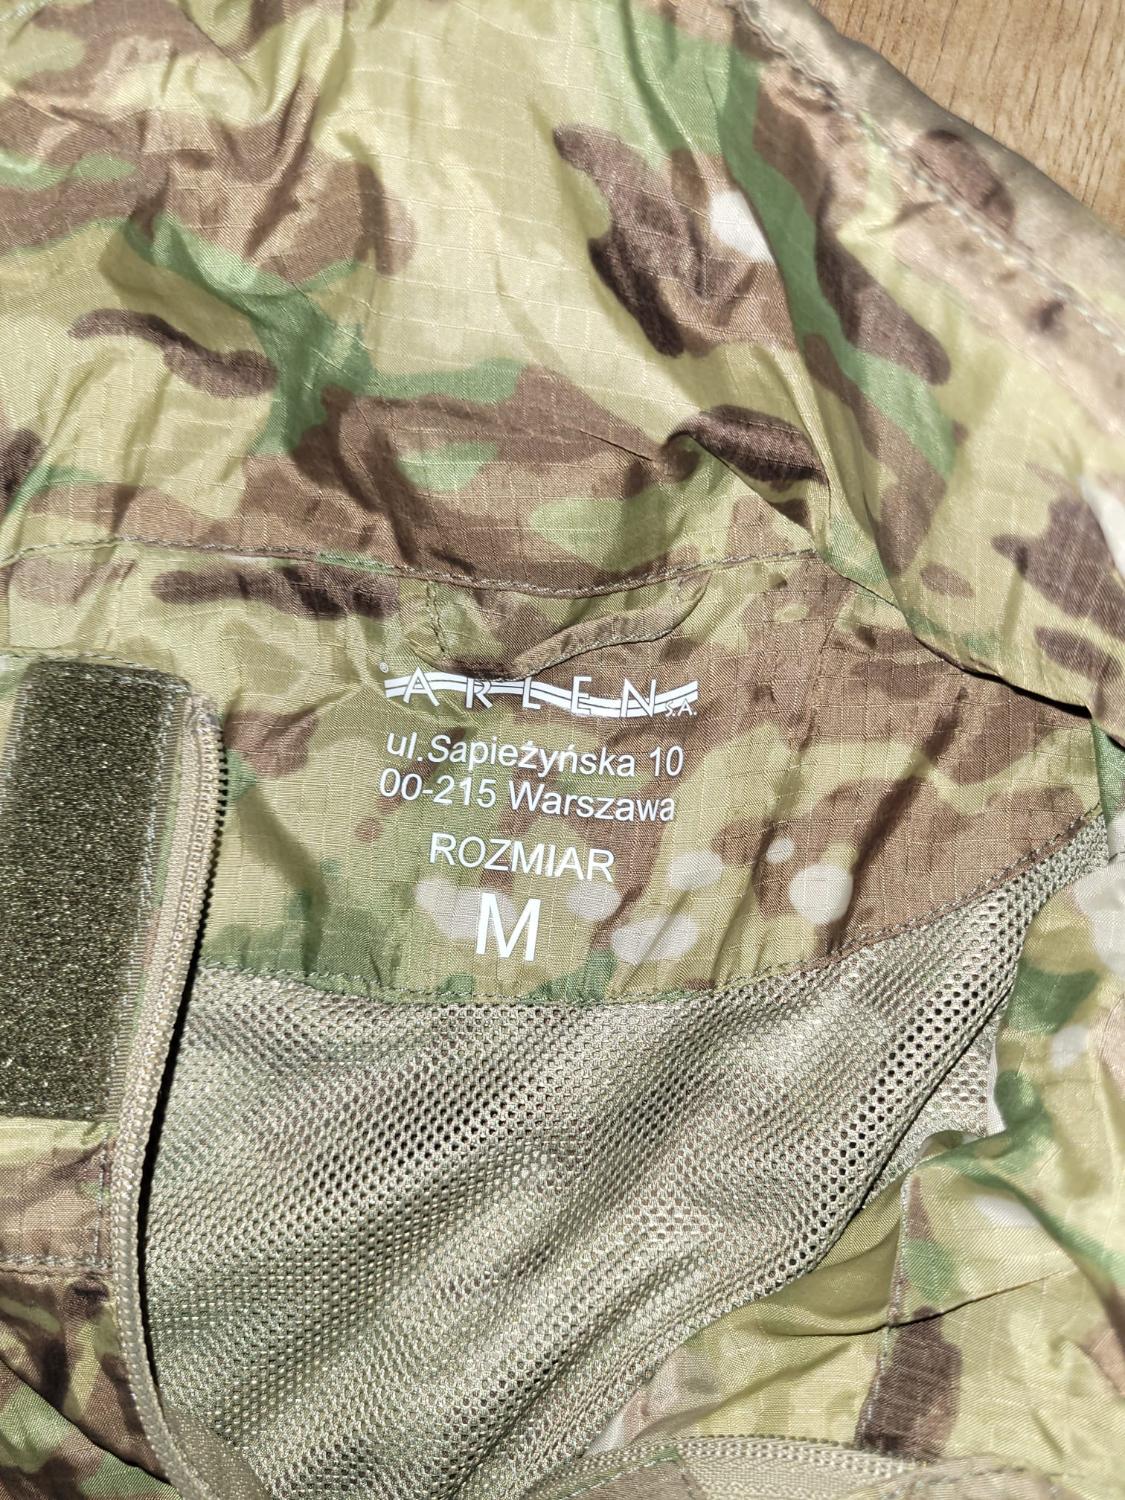 ® ARLEN S.A.
ul.Sapieżyńska 10
00-215 Warszawa
ROZMIAR
M